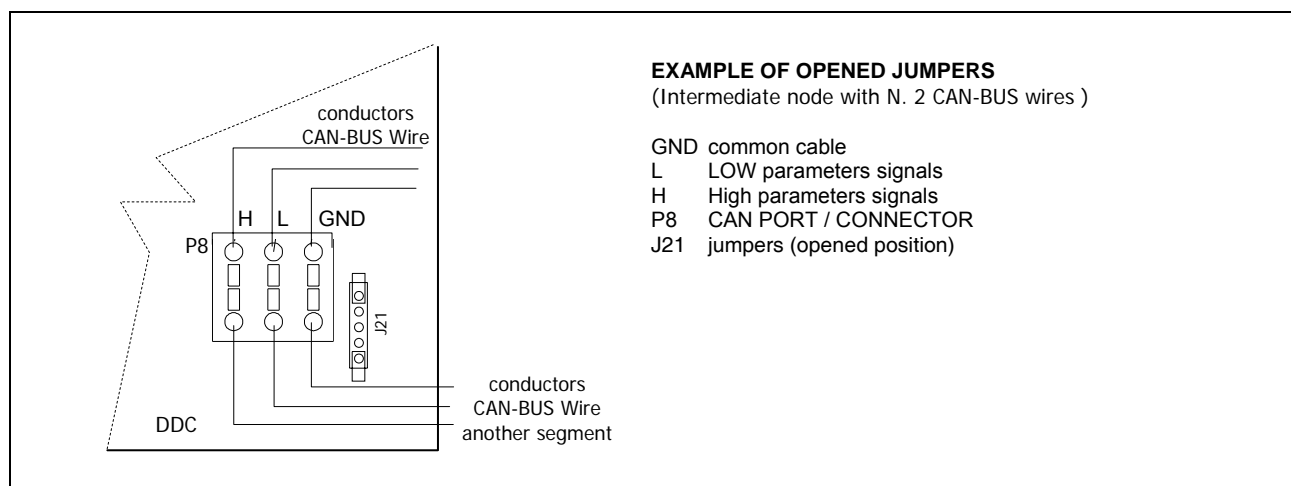 EXAMPLE OF OPENED JUMPERS
(Intermediate node with N. 2 CAN-BUS wires )
GND common cable
L LOW parameters signals
H High parameters signals
P8 CAN PORT / CONNECTOR
J21 jumpers (opened position)
conductors
CAN-BUS Wire
H L GND
P8
J21
conductors
CAN-BUS Wire
another segment
DDC